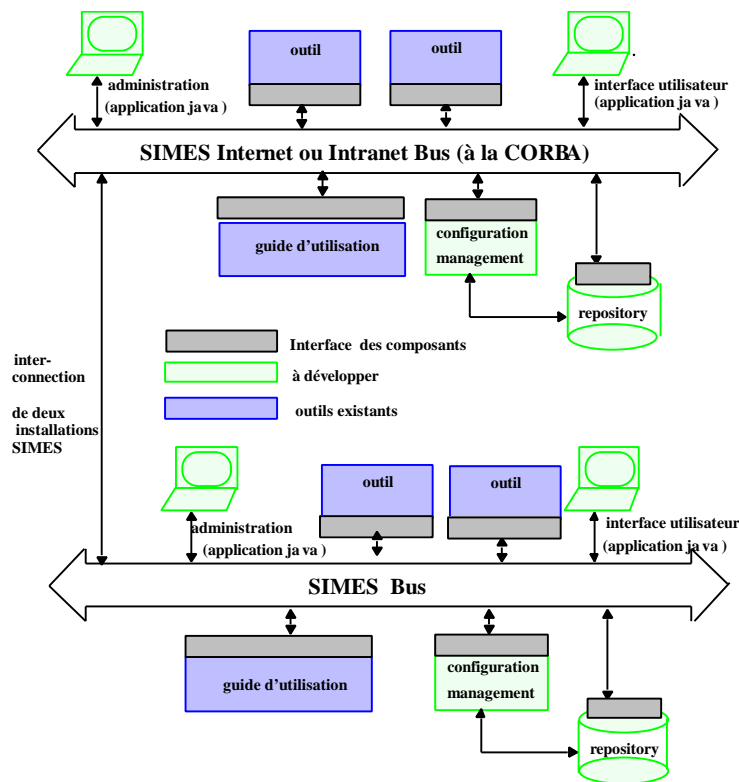 outil
outil
administration
(application java )
interface utilisateur
(application ja va )
SIMES Internet ou Intranet Bus (à la CORBA)
guide d'utilisation
configuration
management
repository
Interface des composants
à développer
outils existants
inter-
connection
de deux
installations
SIMES
outil
outil
administration
(application ja va )
interface utilisateur
(application ja va )
SIMES Bus
guide d'utilisation
configuration
management
repository